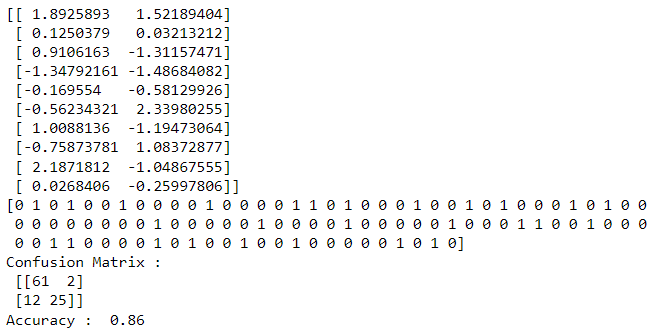 [[ 1.8925893   1.52189404]
 [ 0.1250379   0.03213212]
 [ 0.9106163  -1.31157471]
 [-1.34792161 -1.48684082]
 [-0.169554   -0.58129926]
 [-0.56234321  2.33980255]
 [ 1.0088136  -1.19473064]
 [-0.75873781  1.08372877]
 [ 2.1871812  -1.04867555]
 [ 0.0268406  -0.25997806]]
[0 1 0 1 0 0 1 0 0 0 0 1 0 0 0 0 1 1 0 1 0 0 0 1 0 0 1 0 1 0 0 0 1 0 1 0 0
 0 0 0 0 0 0 0 0 1 0 0 0 0 0 1 0 0 0 0 1 0 0 0 0 0 1 0 0 0 1 1 0 0 1 0 0 0
 0 0 1 1 0 0 0 0 1 0 1 0 0 1 0 0 1 0 0 0 0 0 1 0 1 0]
Confusion Matrix :
 [[61  2]
 [12 25]]
Accuracy :  0.86